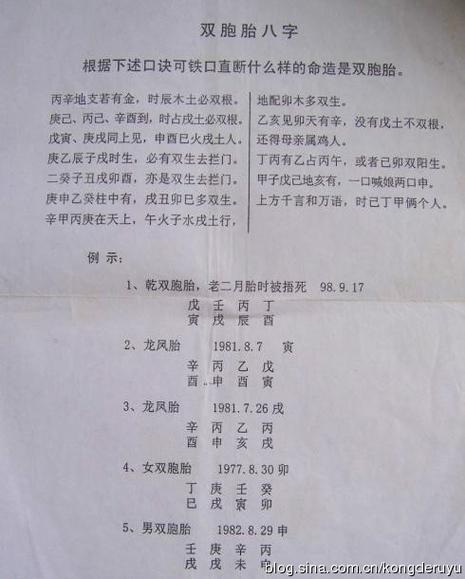 双胞胎八字
根据下述口诀可铁口直断什么样的命造是双胞胎。
丙辛地支若有金，时辰木土必双根。
庚己、丙己、辛酉到，时占戌土必双根。
戊寅、庚戌同上见，申酉巳火戌土人。
庚乙辰子戌时生，必有双生去拦门。
二癸子丑戌卯酉，亦是双生去拦门。
庚申乙癸柱中有，戌丑卯巳多双生。
辛甲丙庚在天上，午火子水戌土行，
地配卯木多双生。
乙亥见卯天有辛，没有戊土不双根，
还得母亲属鸡人。
丁丙有乙占丙午，或者己卯双阳生。
甲子戊己地亥有，一口喊娘两口申。
上方千言和万语，时己丁甲俩个人。
例示：
1、乾双胞胎，老二月胎时被捂死 98.9.17
戊 壬 丙 丁
寅 戌 辰 酉
2、龙凤胎 1981.8.7 寅
辛 丙 乙 戊
酉 申 酉 寅
3、龙凤胎 1981.7.26 戌
辛 丙 乙 丙
酉 申 亥 戌
4、女双胞胎 1977.8.30 卯
丁 庚 壬 癸
巳 戌 寅 卯
5、男双胞胎 1982.8.29 申
壬 庚 辛 丙
戌 戌 未 申
blog.sina.com.cn/kongderuyu